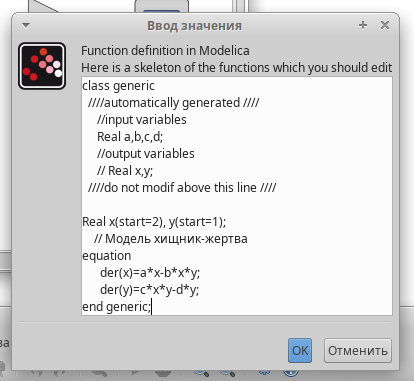 Ввод значения
Function definition in Modelica
Here is a skeleton of the functions which you should edit
class generic
////automatically generated ////
//input variables
Real a,b,c,d;
//output variables
// Real x,y;
////do not modif above this line ////
Real x(start=2), y(start=1);
// Модель хищник-жертва
equation
der(x)=a*x-b*x*y;
der(y)=c*x*y-d*y;
end generic;
ва
OK
Отменить